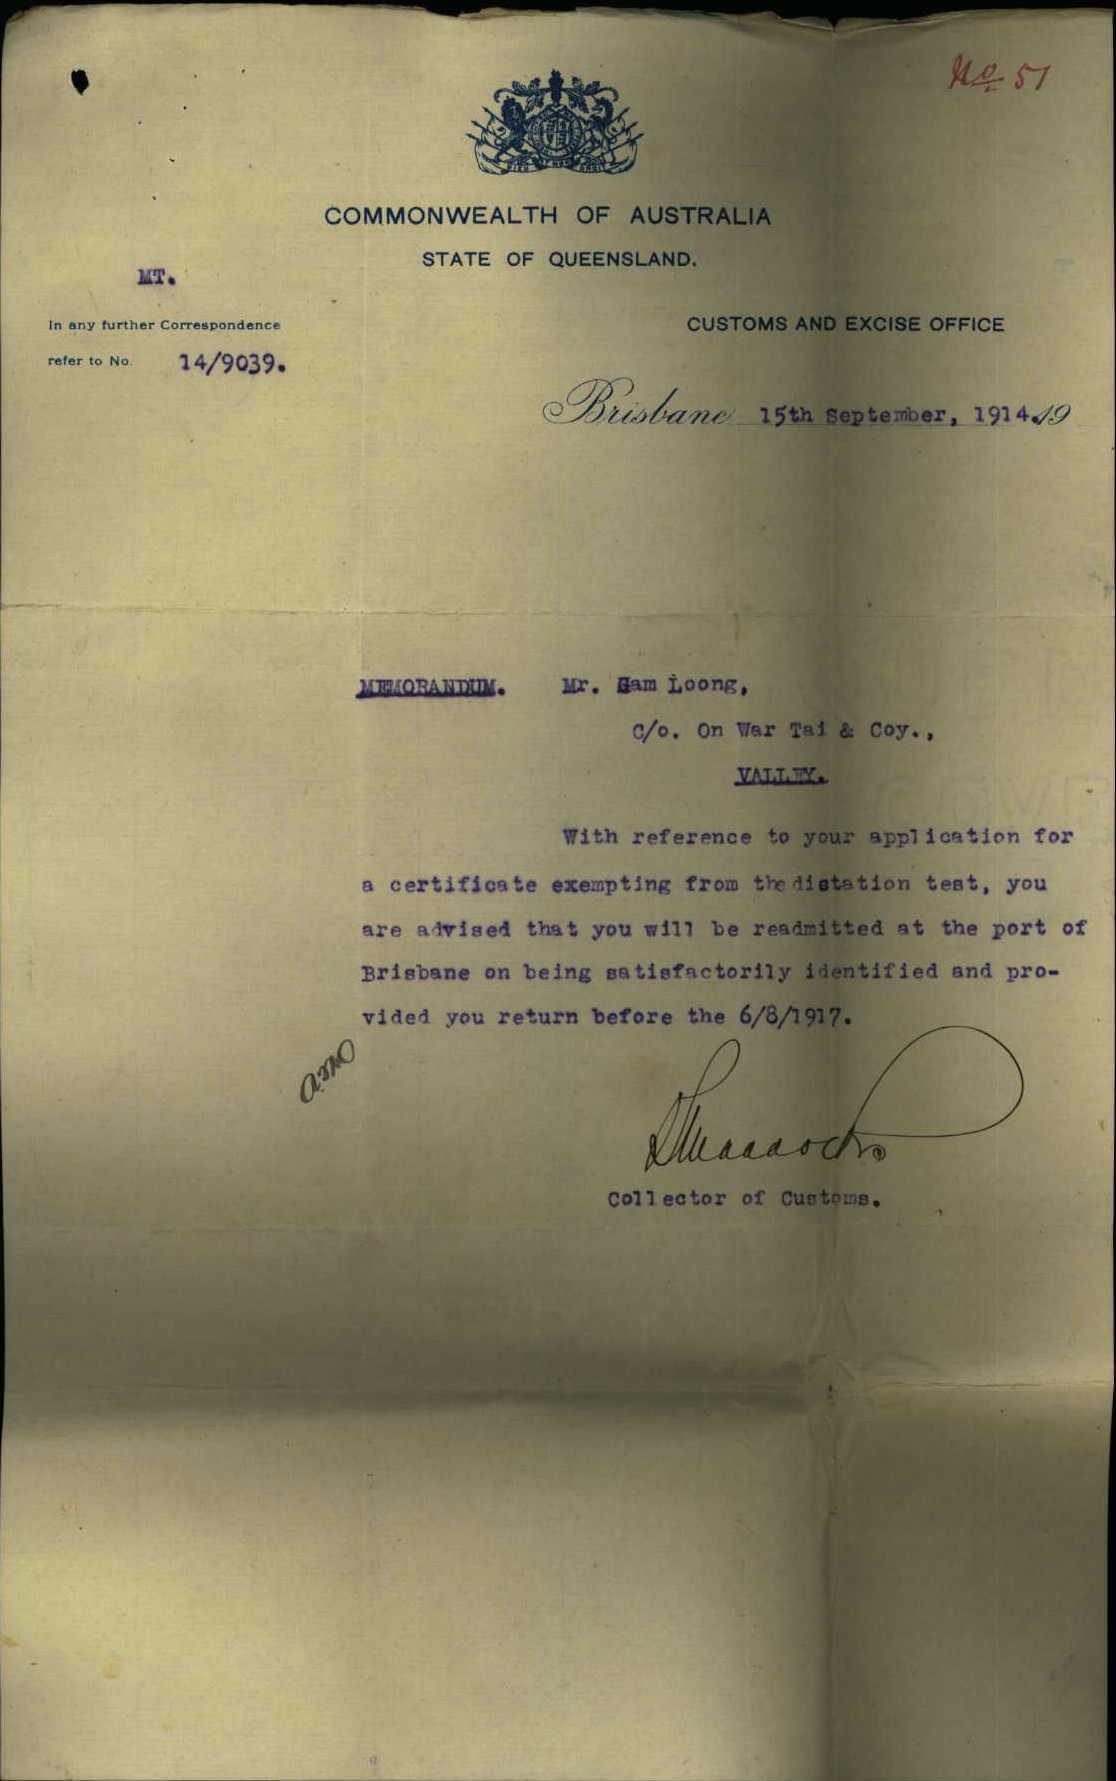 No 51
COMMONWEALTH OF AUSTRALIA
STATE OF QUEENSLAND.
MT.
In any further Correspondence
refer to No. 14/9039.
CUSTOMS AND EXCISE OFFICE
Brisbane 15th September, 1914. 19
MEMORANDUM. Mr. Sam Loong,
C/o. On War Tai & Coy.,
VALLEY.
With reference to your application for
a certificate exempting from the dictation test, you
are advised that you will be readmitted at the port of
Brisbane on being satisfactorily identified and pro-
vided you return before the 6/8/1917.
Collector of Customs.